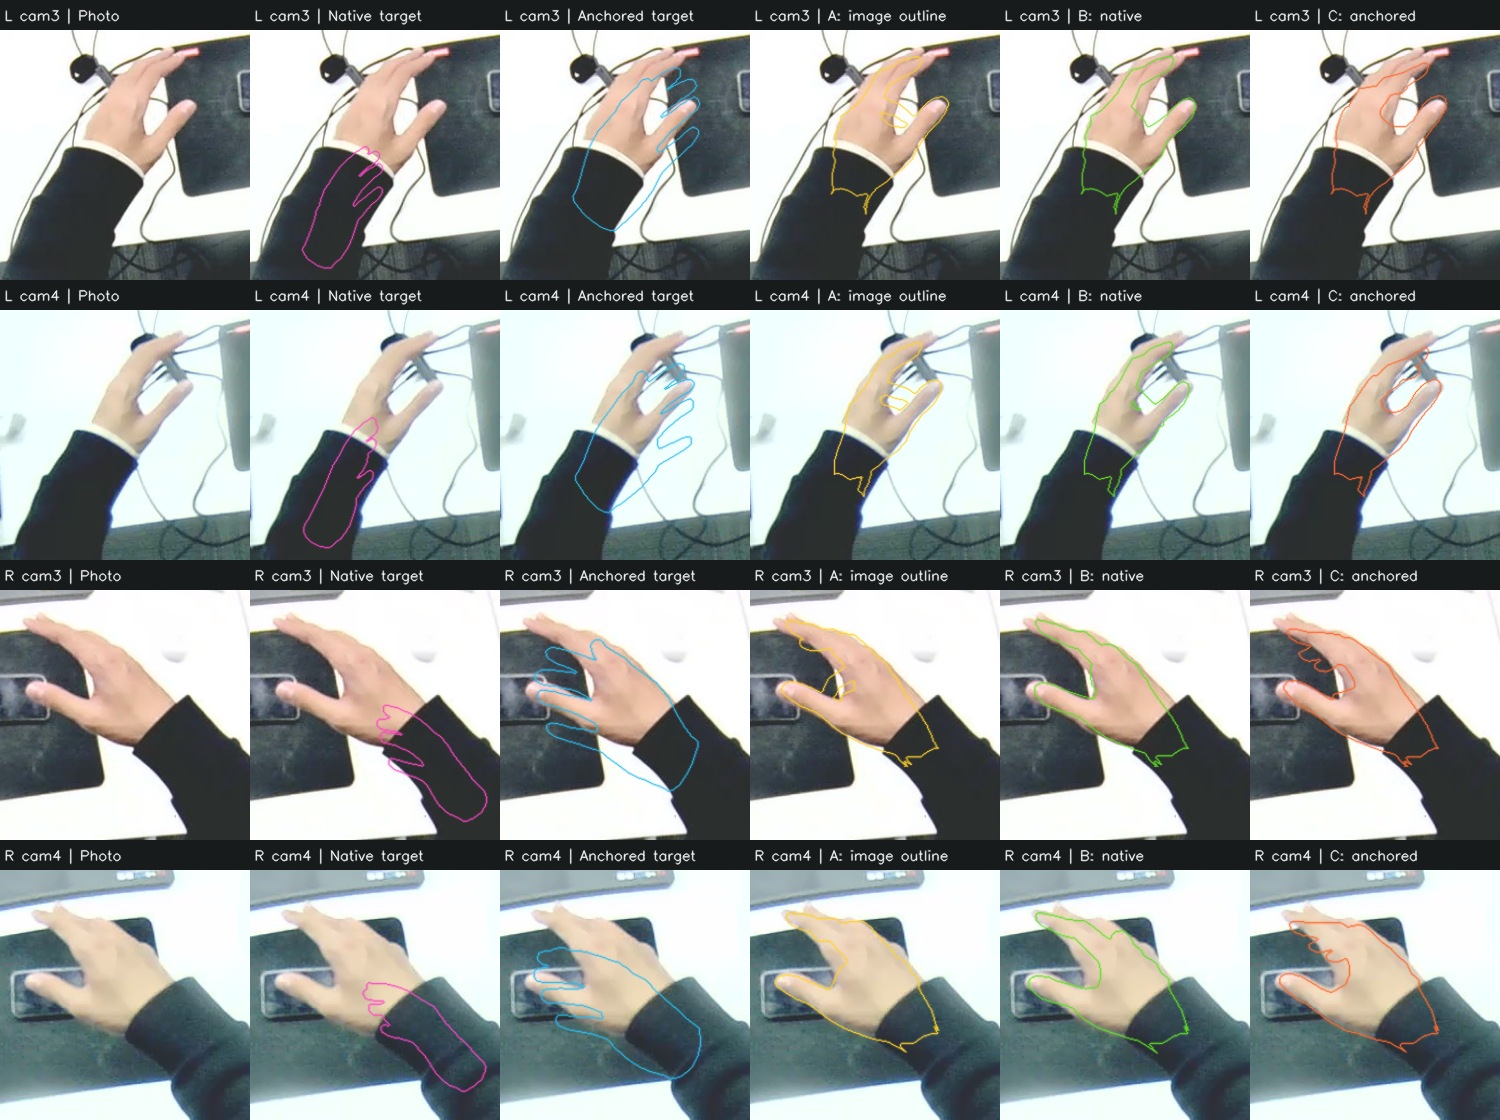 L cam3 | Photo
L cam3 | Native target
L cam3 | Anchored target
L cam3 | A: image outline
L cam3 | B: native
L cam3 | C: anchored
L cam4 | Photo
L cam4 | Native target
L cam4 | Anchored target
L cam4 | A: image outline
L cam4 | B: native
L cam4 | C: anchored
R cam3 | Photo
R cam3 | Native target
R cam3 | Anchored target
R cam3 | A: image outline
R cam3 | B: native
R cam3 | C: anchored
R cam4 | Photo
R cam4 | Native target
R cam4 | Anchored target
R cam4 | A: image outline
R cam4 | B: native
R cam4 | C: anchored